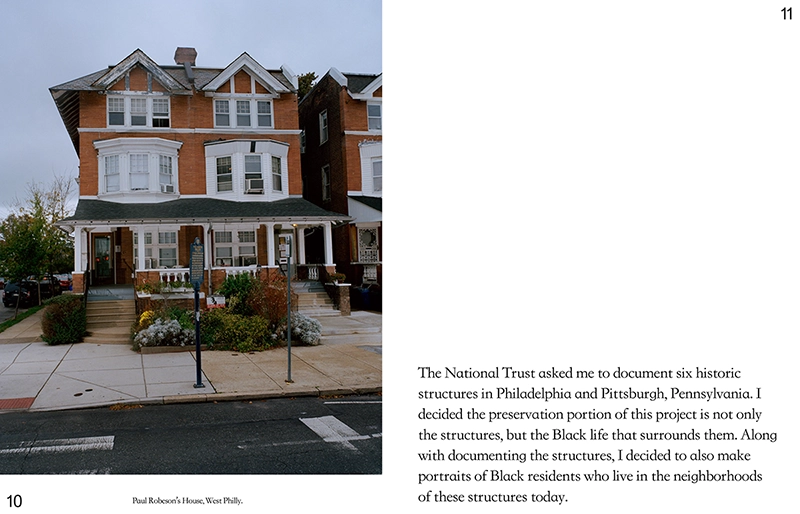 10
Paul Robeson's House, West Philly.
11
The National Trust asked me to document six historic
structures in Philadelphia and Pittsburgh, Pennsylvania. I
decided the preservation portion of this project is not only
the structures, but the Black life that surrounds them. Along
with documenting the structures, I decided to also make
portraits of Black residents who live in the neighborhoods
of these structures today.